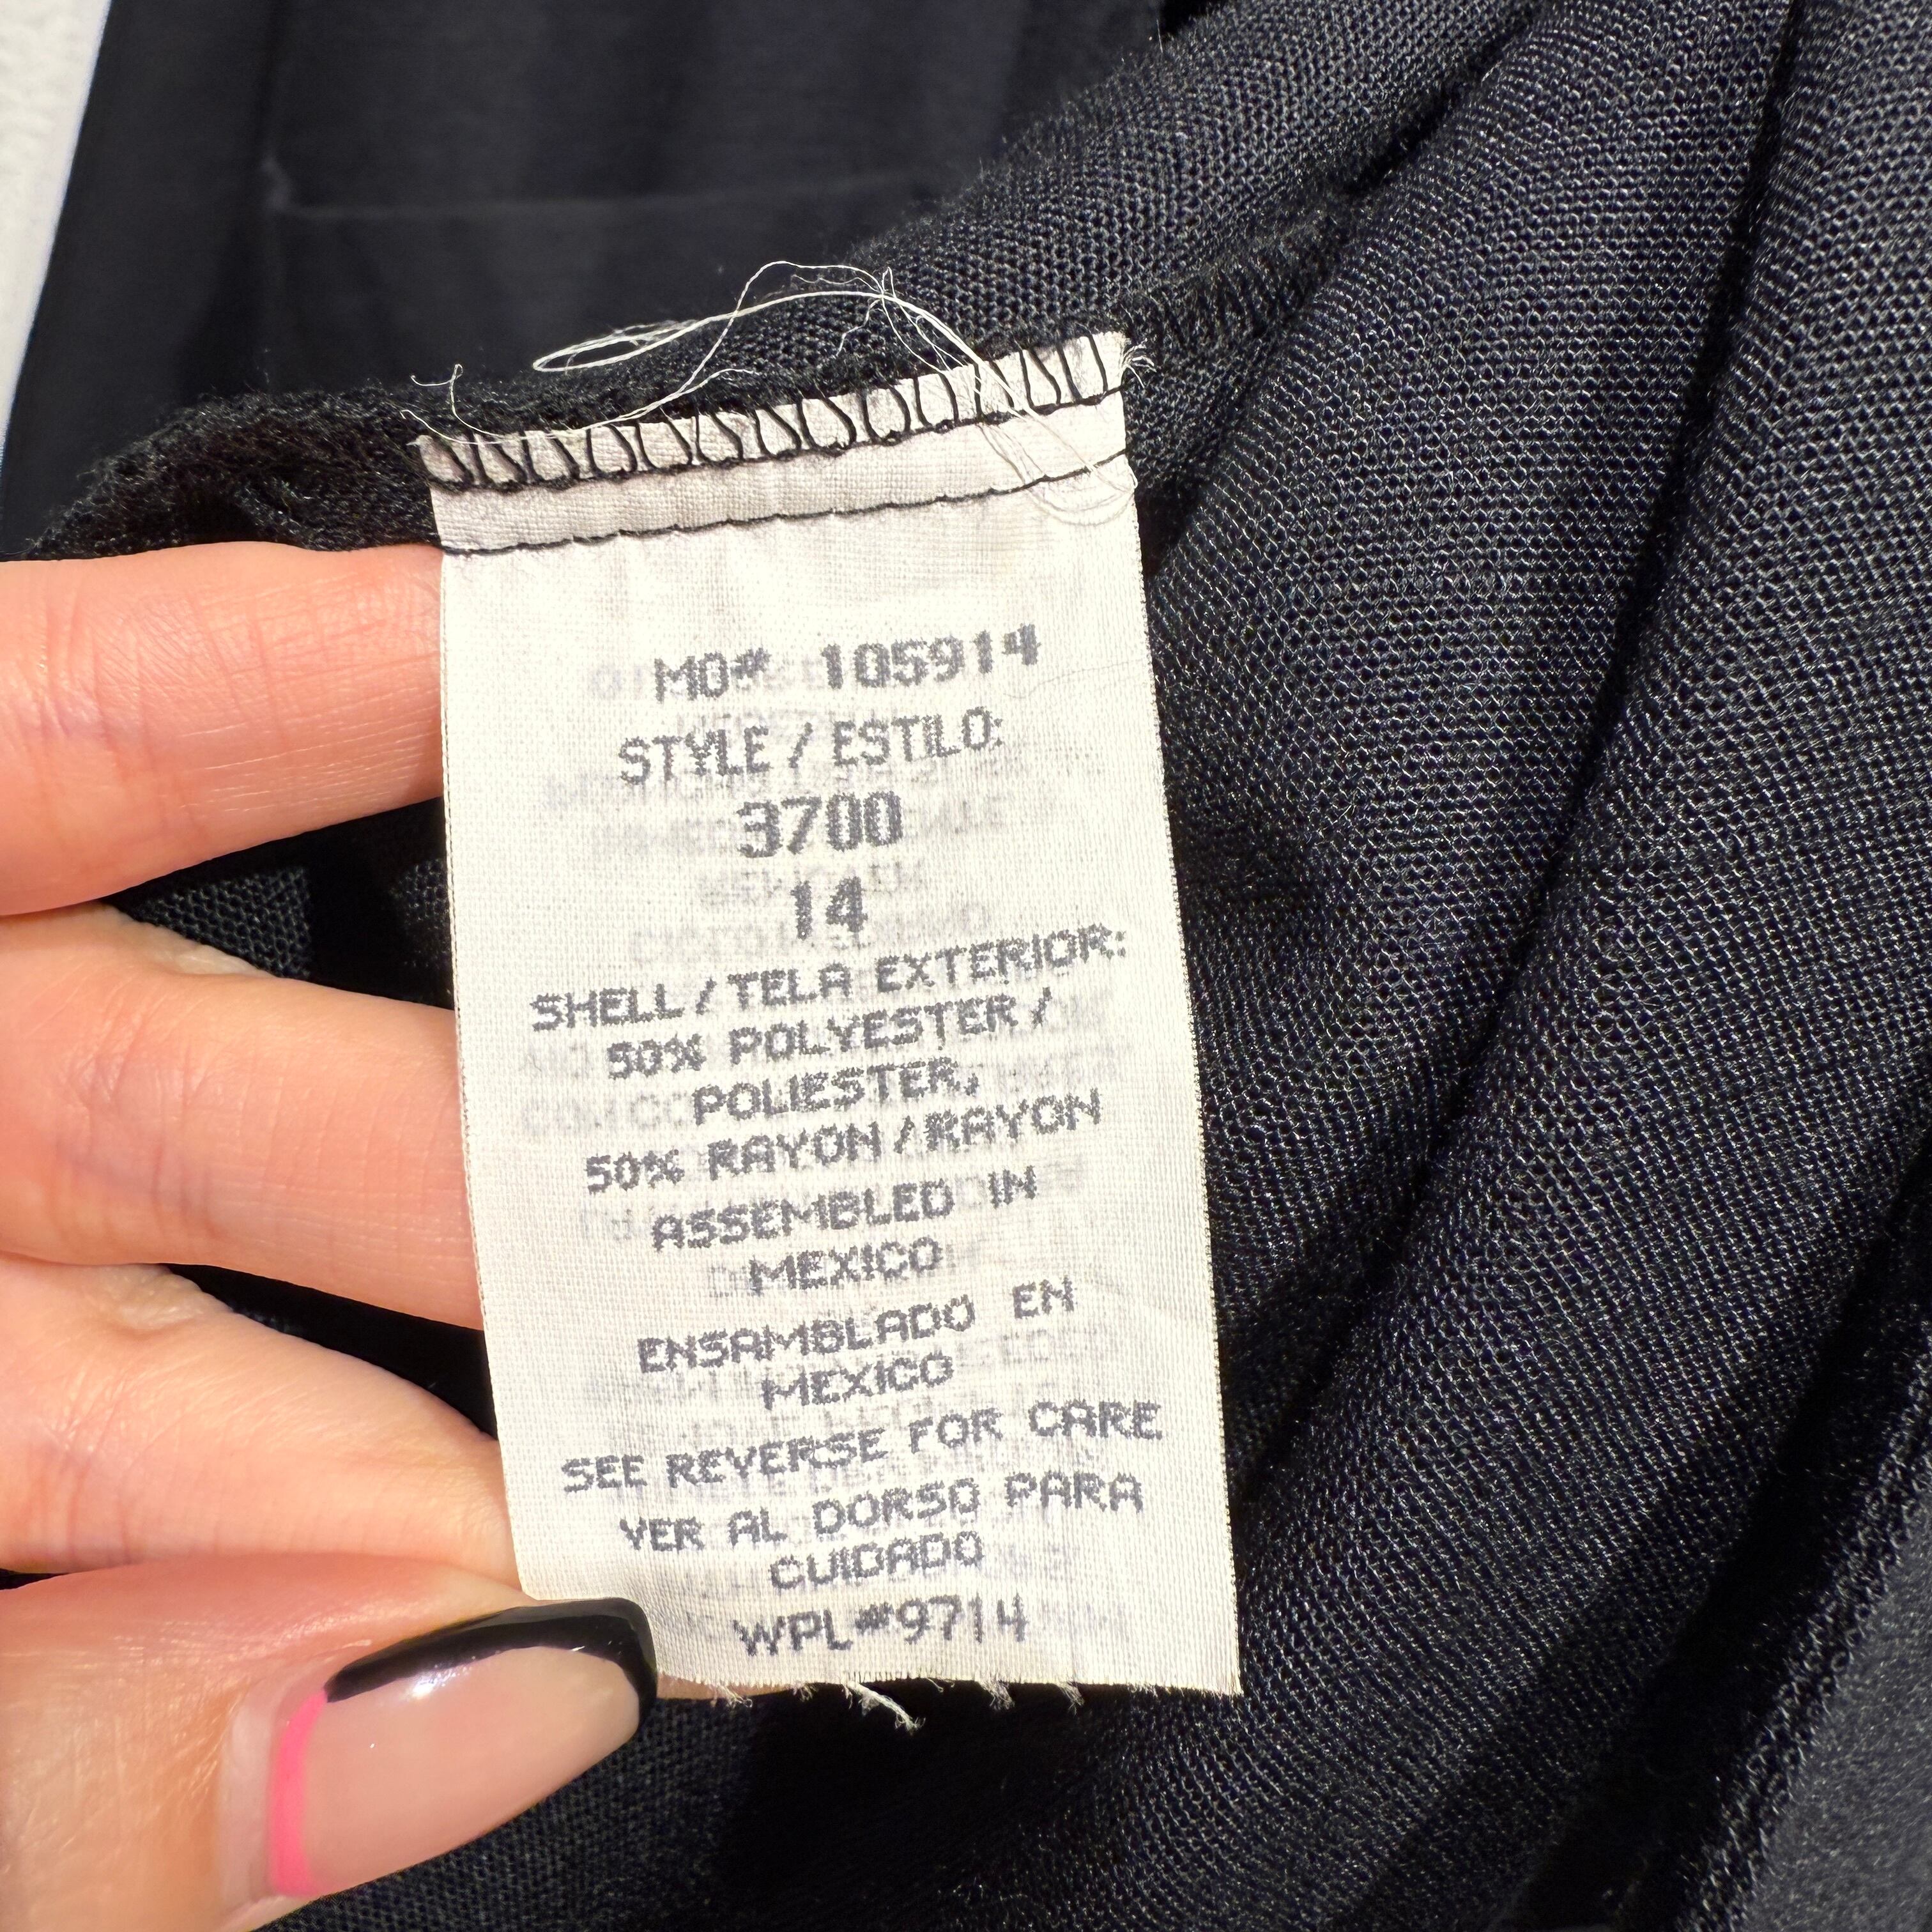 MO# 105914
STYLE / ESTILO:
3700
14
SHELL / TELA EXTERIOR:
50% POLYESTER /
POLIESTER,
50% RAYON / RAYON
ASSEMBLED IN
MEXICO
ENSAMBLADO EN
MEXICO
SEE REVERSE FOR CARE
VER AL DORSO PARA
CUIDADO
WPL#9714